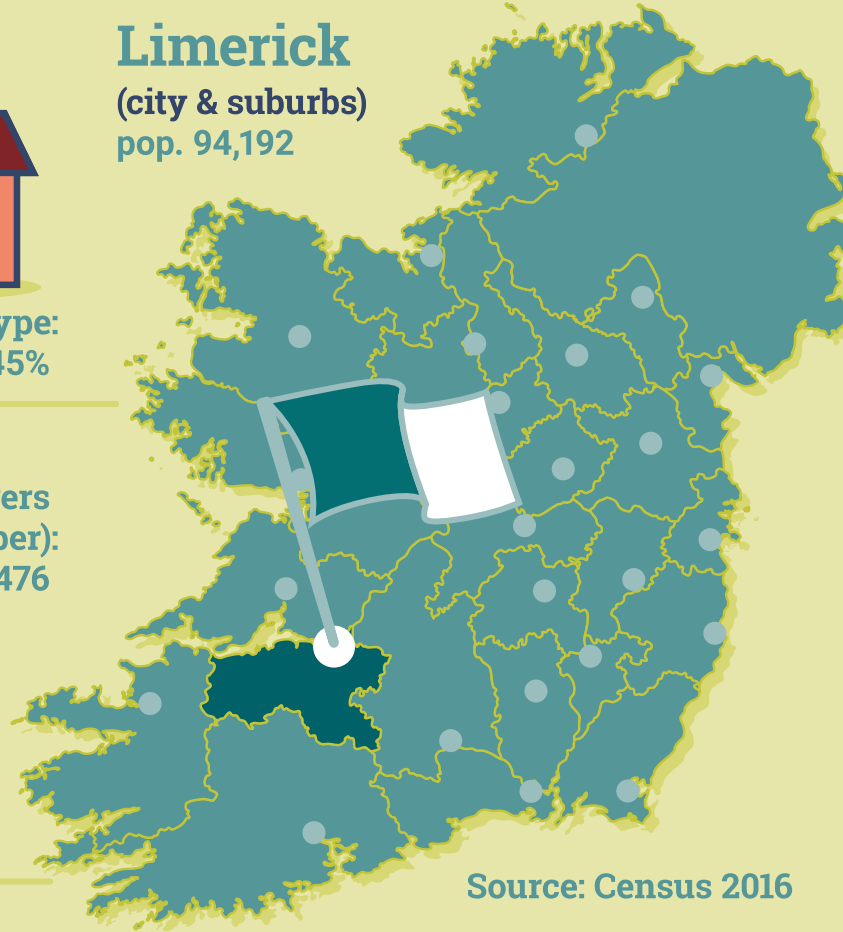 Limerick
(city & suburbs)
pop. 94,192
ype:
45%
ers
ber):
476
Source: Census 2016